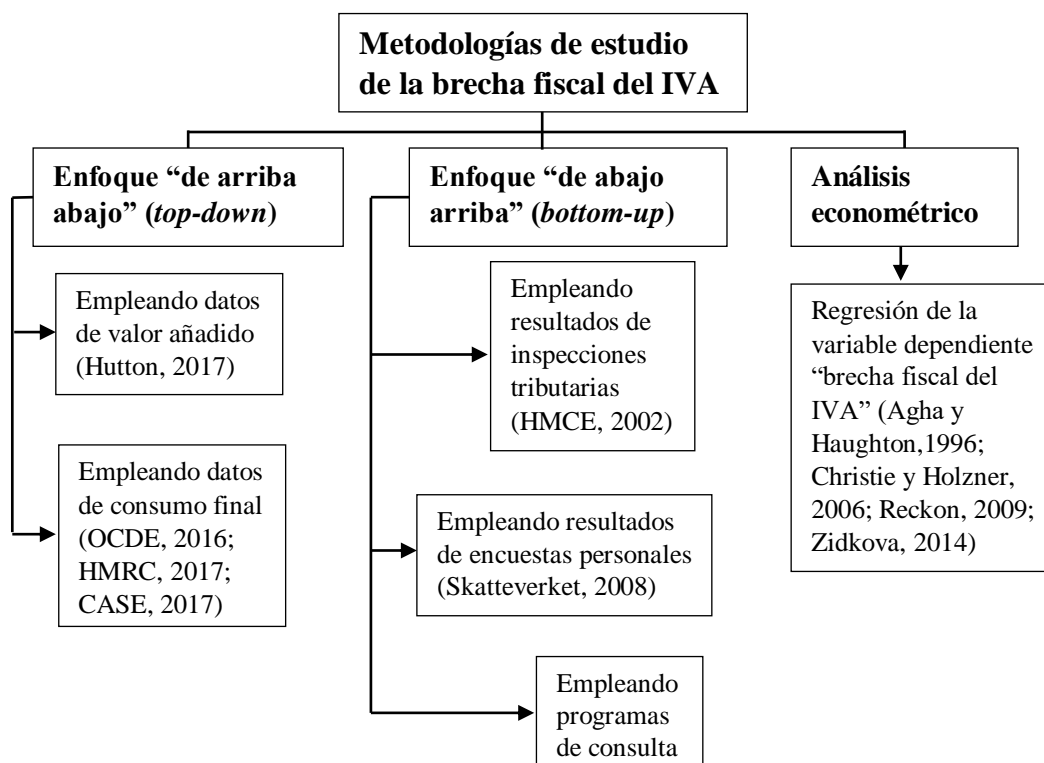 Metodologías de estudio
de la brecha fiscal del IVA
Enfoque “de arriba
abajo” (top-down)
Empleando datos
de valor añadido
(Hutton, 2017)
Empleando datos
de consumo final
(OCDE, 2016;
HMRC, 2017;
CASE, 2017)
Enfoque “de abajo
arriba” (bottom-up)
Empleando
resultados de
inspecciones
tributarias
(HMCE, 2002)
Empleando resultados
de encuestas personales
(Skatteverket, 2008)
Empleando
programas
de consulta
Análisis
econométrico
Regresión de la
variable dependiente
“brecha fiscal del
IVA” (Agha y
Haughton,1996;
Christie y Holzner,
2006; Reckon, 2009;
Zidkova, 2014)